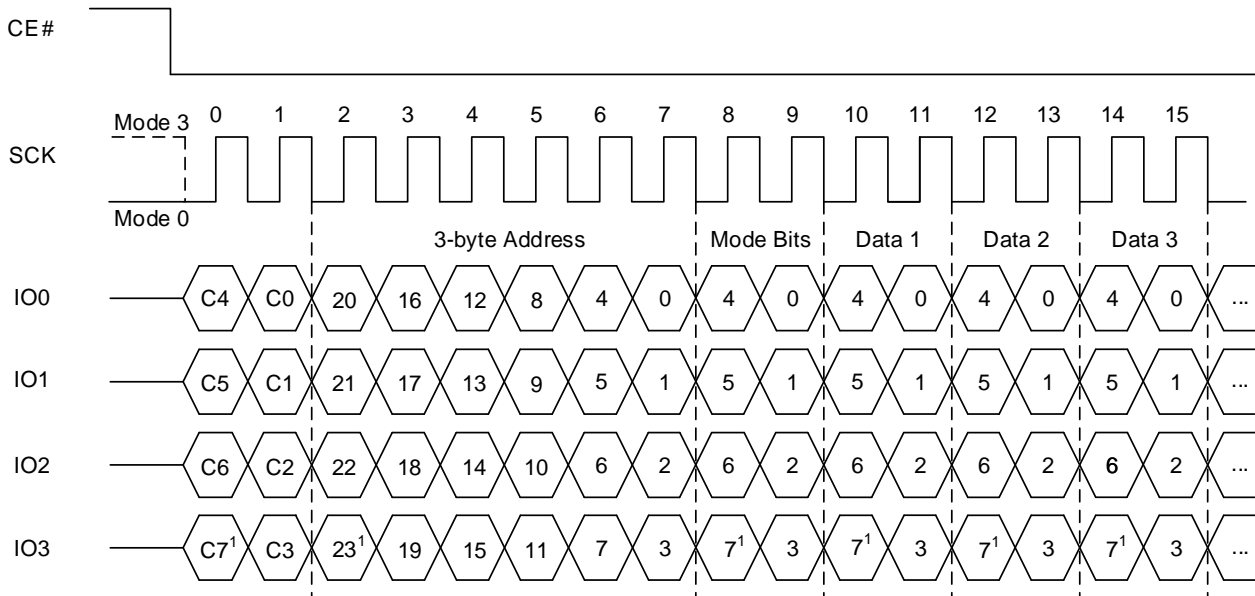 CE#
0 1 2 3 4 5 6 7 8 9 10 11 12 13 14 15
Mode 3
SCK
Mode 0
3-byte Address Mode Bits Data 1 Data 2 Data 3
IO0 C4 C0 20 16 12 8 4 0 4 0 4 0 4 0 4 0 ...
IO1 C5 C1 21 17 13 9 5 1 5 1 5 1 5 1 5 1 ...
IO2 C6 C2 22 18 14 10 6 2 6 2 6 2 6 2 6 2 ...
IO3 C7¹ C3 23¹ 19 15 11 7 3 7¹ 3 7¹ 3 7¹ 3 7¹ 3 ...